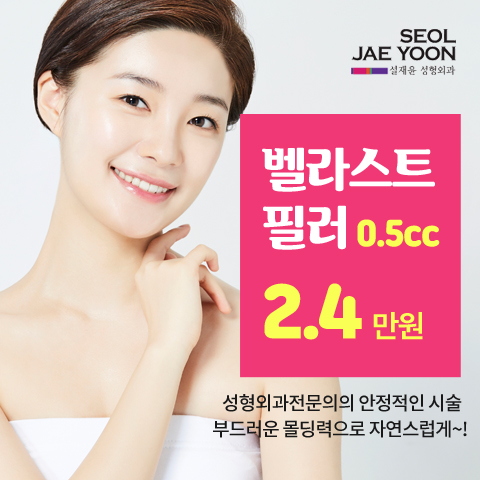 SEOL
JAE YOON
설재윤 성형외과
벨라스트
필러 0.5cc
2.4 만원
성형외과전문의의 안정적인 시술
부드러운 몰딩력으로 자연스럽게~!